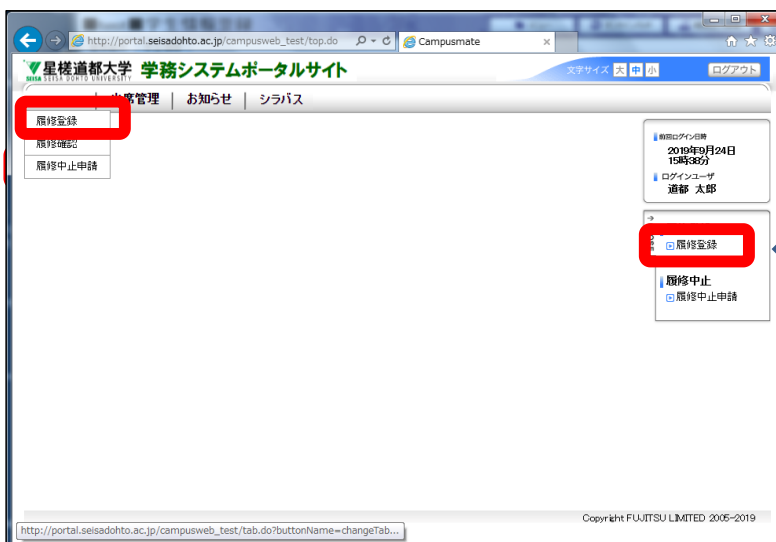 http://portal.seisadohto.ac.jp/campusweb_test/top.do
Campusmate
星槎道都大学 学務システムポータルサイト
SEISA DOHTO UNIVERSITY
文字サイズ 大 中 小
ログアウト
出席管理 | お知らせ | シラバス
履修登録
履修確認
履修中止申請
前回ログイン日時
2019年9月24日
15時38分
ログインユーザ
道都 太郎
履修登録
履修中止
履修中止申請
Copyright FUJITSU LIMITED 2005-2019
http://portal.seisadohto.ac.jp/campusweb_test/tab.do?buttonName=changeTab...